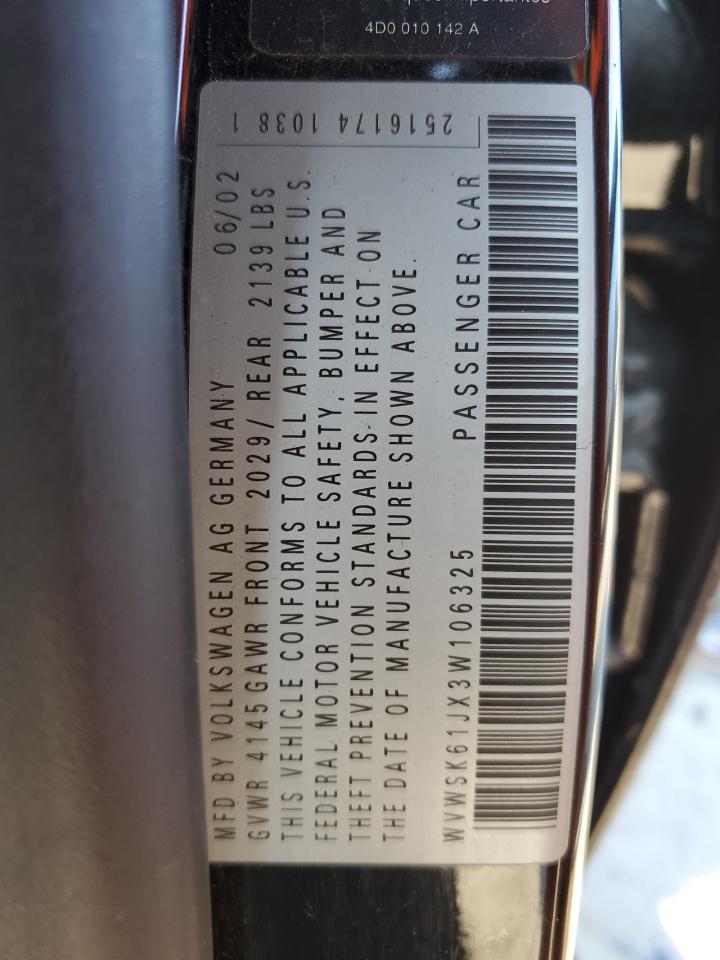 4D0 010 142 A
MFD BY VOLKSWAGEN AG GERMANY 06/02
GVWR 4145GAWR FRONT 2029/ REAR 2139 LBS
THIS VEHICLE CONFORMS TO ALL APPLICABLE U.S.
FEDERAL MOTOR VEHICLE SAFETY, BUMPER AND
THEFT PREVENTION STANDARDS IN EFFECT ON
THE DATE OF MANUFACTURE SHOWN ABOVE.
WVWSK61JX3W106325 PASSENGER CAR
2516174 1038 1